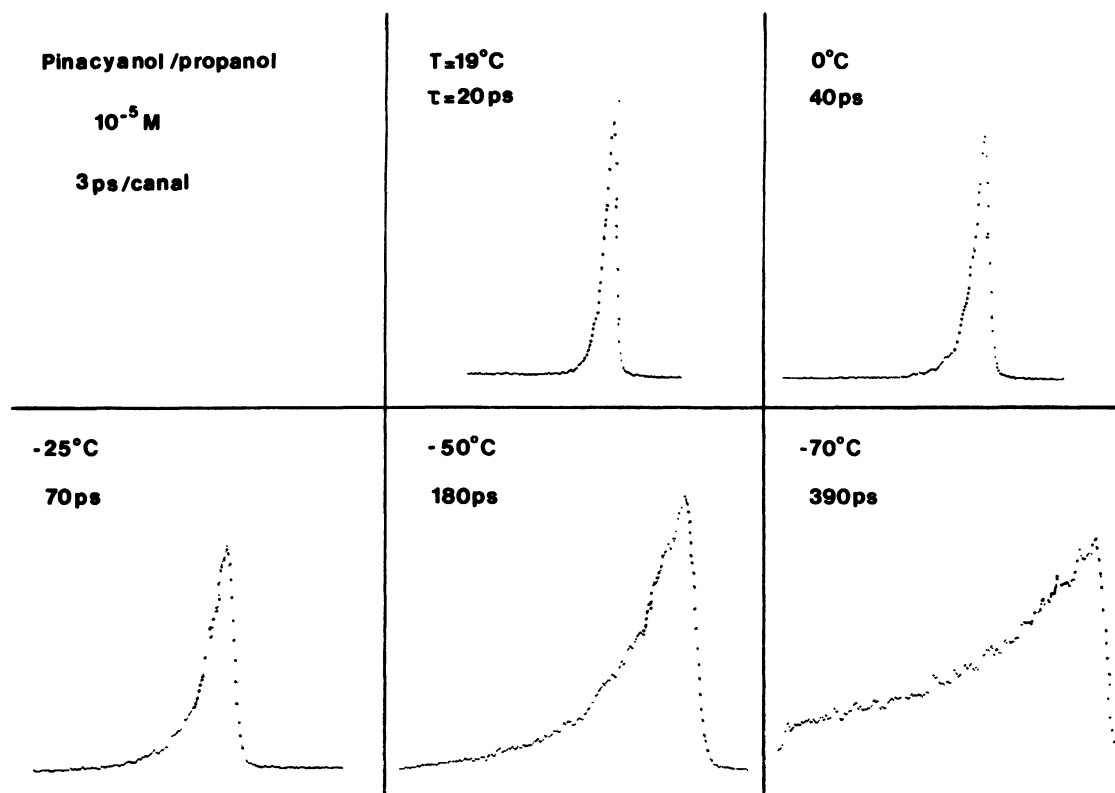 Pinacyanol/propanol
10⁻⁵ M
3ps/canal
T=19°C
τ=20ps
0°C
40ps
-25°C
70ps
-50°C
180ps
-70°C
390ps